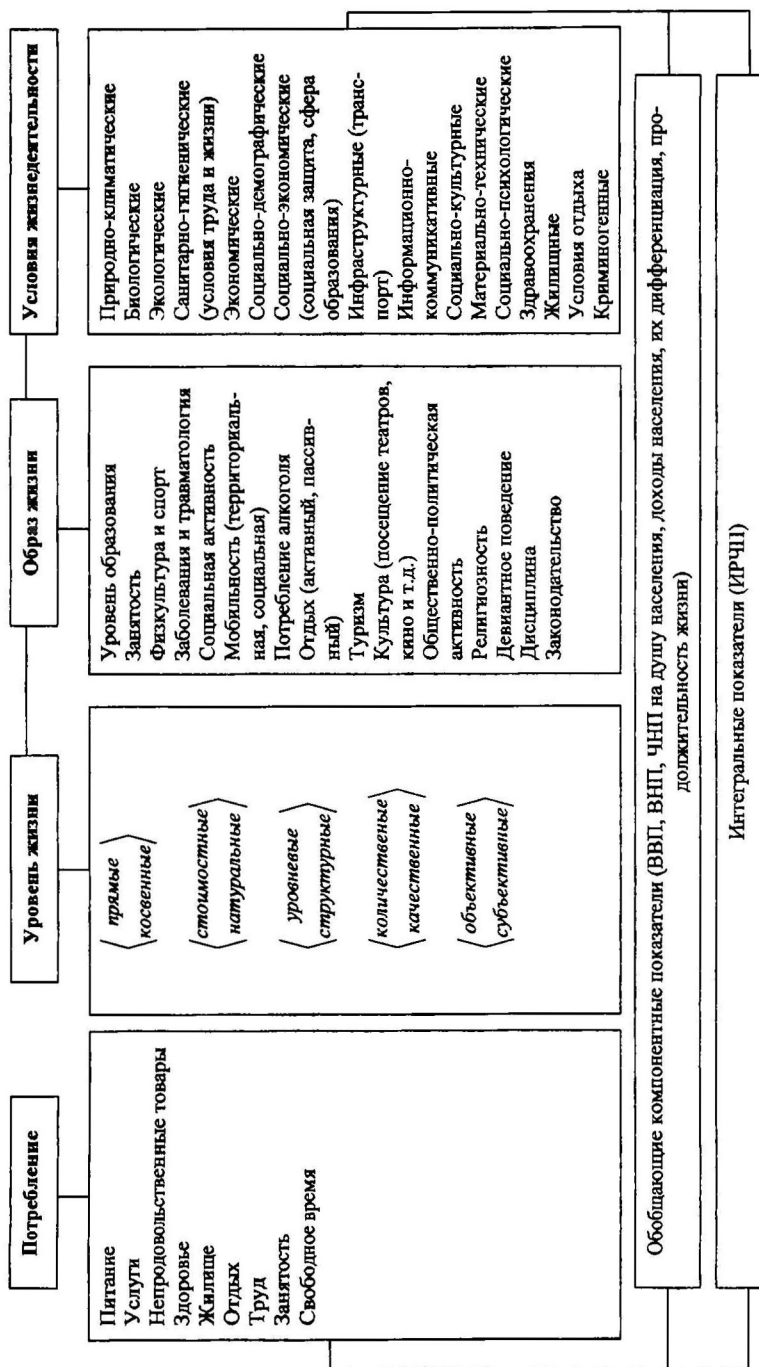 Потребление
Питание
Услуги
Непродовольственные товары
Здоровье
Жилище
Отдых
Труд
Занятость
Свободное время
Уровень жизни
прямые
косвенные
стоимостные
натуральные
уровневые
структурные
количественые
качественные
объективные
субъективные
Образ жизни
Уровень образования
Занятость
Физкультура и спорт
Заболевания и травматология
Социальная активность
Мобильность (территориаль-
ная, социальная)
Потребление алкоголя
Отдых (активный, пассив-
ный)
Туризм
Культура (посещение театров,
кино и т.д.)
Общественно-политическая
активность
Религиозность
Девиантное поведение
Дисциплина
Законодательство
Условия жизнедеятельности
Природно-климатические
Биологические
Экологические
Санитарно-гигиенические
(условия труда и жизни)
Экономические
Социально-демографические
Социально-экономические
(социальная защита, сфера
образования)
Инфраструктурные (транс-
порт)
Информационно-
коммуникативные
Социально-культурные
Материально-технические
Социально-психологические
Здравоохранения
Жилищные
Условия отдыха
Криминогенные
Обобщающие компонентные показатели (ВВП, ВНП, ЧНП на душу населения, доходы населения, их дифференциация, про-
должительность жизни)
Интегральные показатели (ИРЧП)